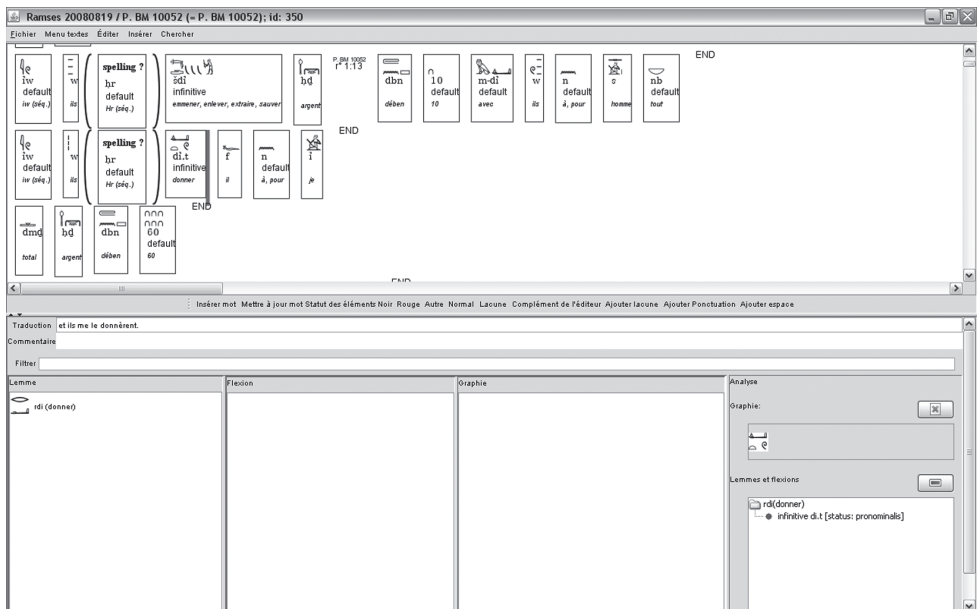 Ramses 20080819 / P. BM 10052 (= P. BM 10052); id: 350
Fichier Menu textes Éditer Insérer Chercher
iw w spelling ? ḥr šdỉ ḥḏ P. BM 10052 r° 1:13 dbn 10 m-dỉ w n s nb END
default default infinitive default default default default
iw (séq.) ils Hr (séq.) emmener, enlever, extraire, sauver argent dében 10 avec ils à, pour homme tout
iw w spelling ? ḥr dỉ.t f n ỉ END
default default infinitive default
iw (séq.) ils Hr (séq.) donner il à, pour je
END
dmḏ ḥḏ dbn 60
default
total argent dében 60
END
Insérer mot Mettre à jour mot Statut des éléments Noir Rouge Autre Normal Lacune Complément de l'éditeur Ajouter lacune Ajouter Ponctuation Ajouter espace
Traduction et ils me le donnèrent.
Commentaire
Filtrer
Lemme Flexion Graphie Analyse
rdi (donner)
Graphie:
Lemmes et flexions
rdi(donner)
infinitive di.t [status: pronominalis]